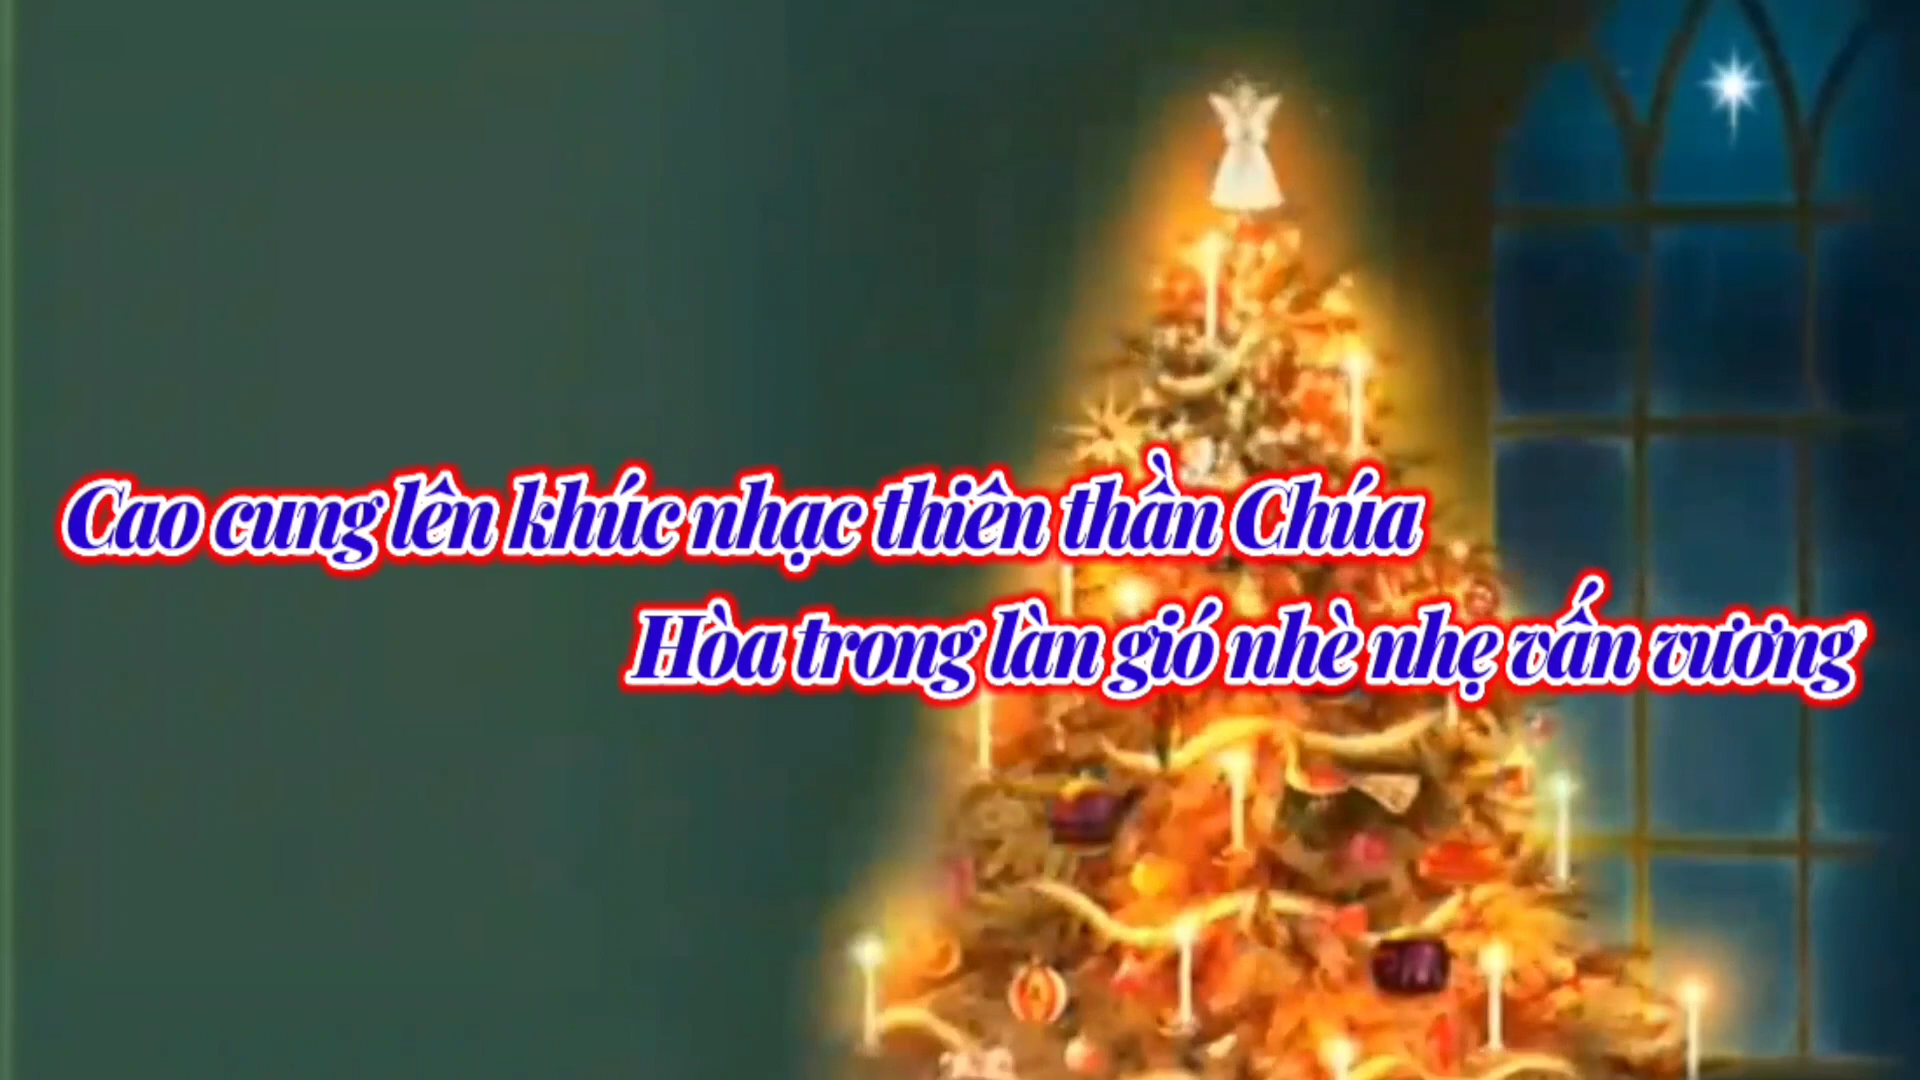 Cao cung lên khúc nhạc thiên thần Chúa
Hòa trong làn gió nhè nhẹ vấn vương